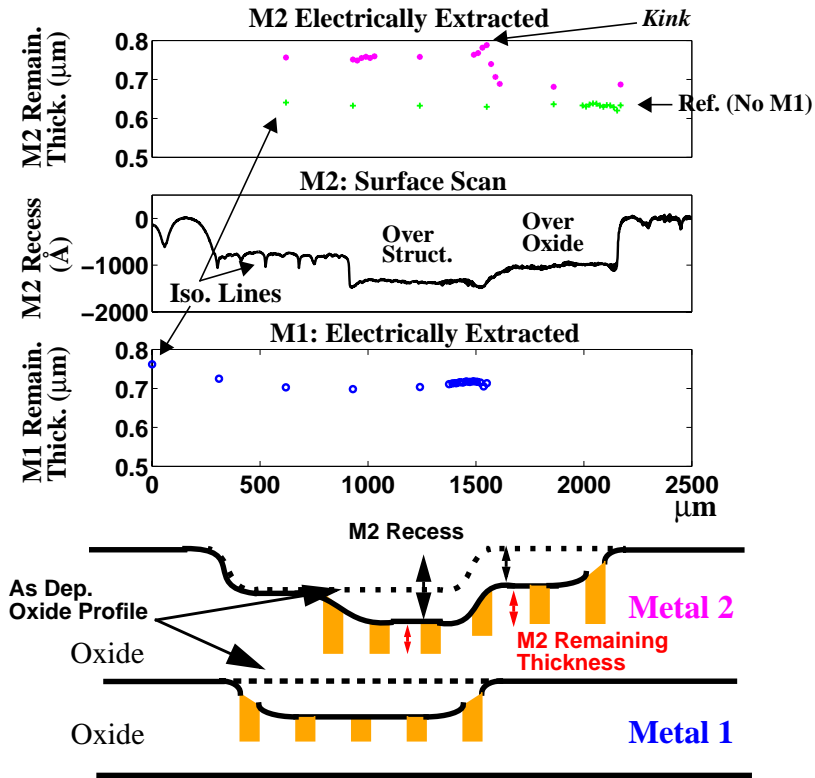 M2 Electrically Extracted
Kink
M2 Remain.
Thick. (μm)
0.8
0.7
0.6
0.5
Ref. (No M1)
M2: Surface Scan
M2 Recess
(Å)
0
−1000
−2000
Over
Struct.
Over
Oxide
Iso. Lines
M1: Electrically Extracted
M1 Remain.
Thick. (μm)
0.8
0.7
0.6
0.5
0
500
1000
1500
2000
2500
μm
M2 Recess
As Dep.
Oxide Profile
Metal 2
Oxide
M2 Remaining
Thickness
Oxide
Metal 1